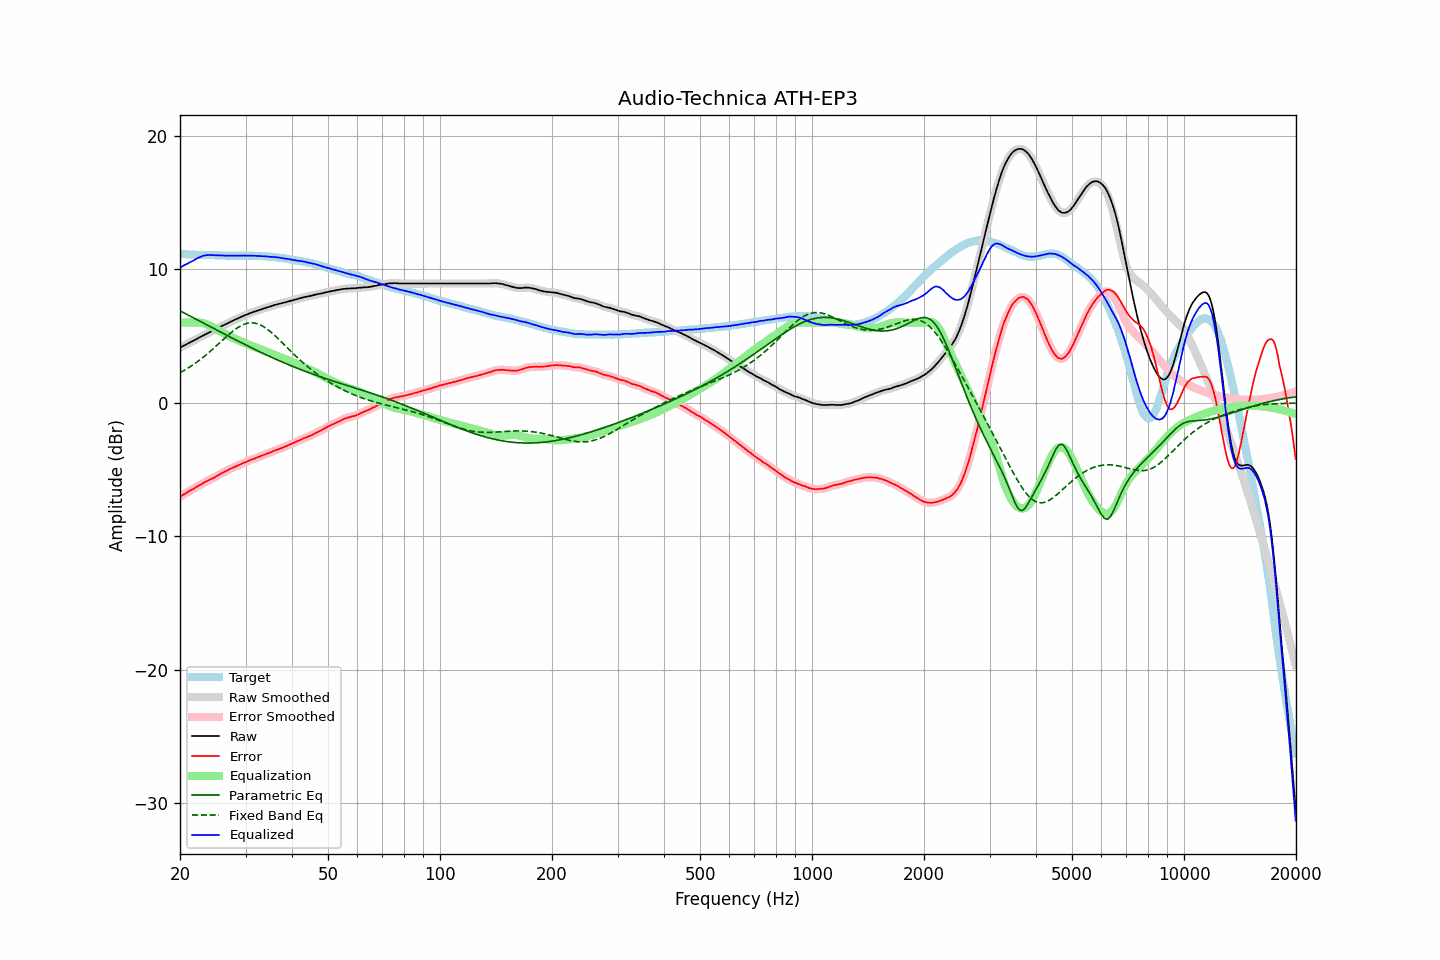 Audio-Technica ATH-EP3
Amplitude (dBr)
20
10
0
−10
−20
−30
Target
Raw Smoothed
Error Smoothed
Raw
Error
Equalization
Parametric Eq
Fixed Band Eq
Equalized
20 50 100 200 500 1000 2000 5000 10000 20000
Frequency (Hz)